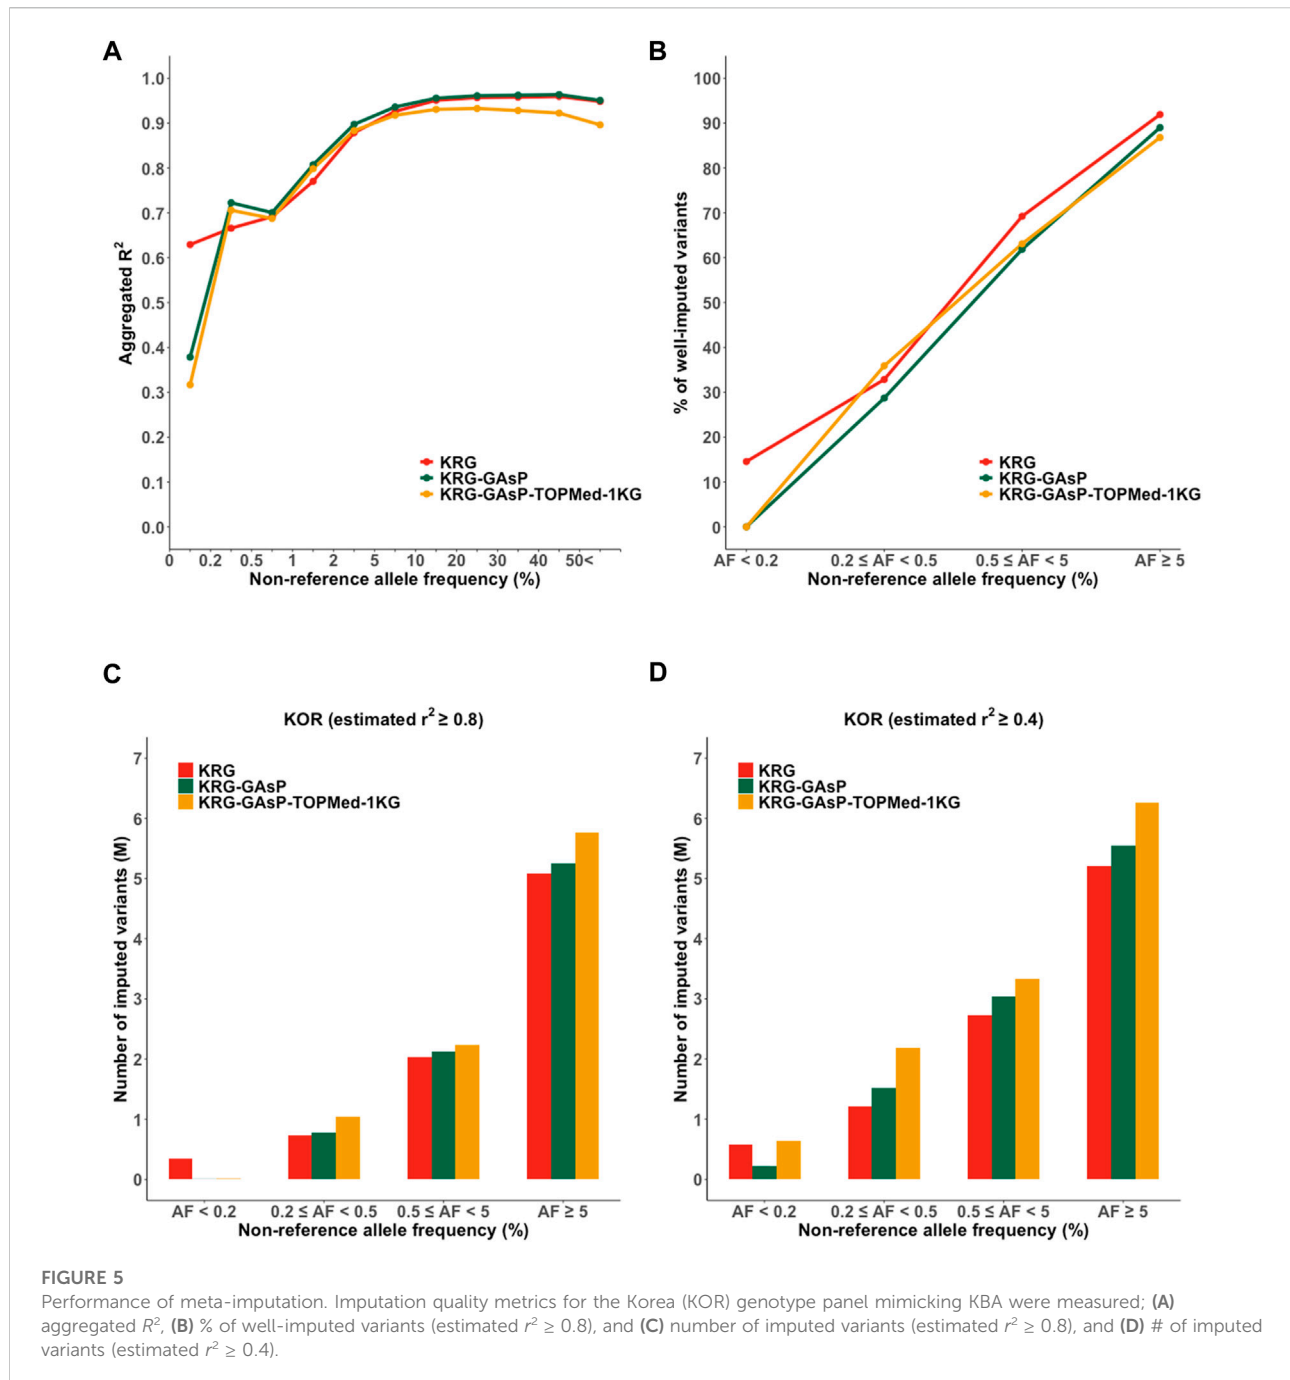 A
1.0
0.9
0.8
0.7
0.6
0.5
0.4
0.3
0.2
0.1
0.0
Aggregated R²
KRG
KRG-GAsP
KRG-GAsP-TOPMed-1KG
0 0.2 0.5 1 2 5 10 20 30 40 50<
Non-reference allele frequency (%)
B
100
90
80
70
60
50
40
30
20
10
0
% of well-imputed variants
KRG
KRG-GAsP
KRG-GAsP-TOPMed-1KG
AF < 0.2 0.2 ≤ AF < 0.5 0.5 ≤ AF < 5 AF ≥ 5
Non-reference allele frequency (%)
C
KOR (estimated r² ≥ 0.8)
7
6
5
4
3
2
1
0
Number of imputed variants (M)
KRG
KRG-GAsP
KRG-GAsP-TOPMed-1KG
AF < 0.2 0.2 ≤ AF < 0.5 0.5 ≤ AF < 5 AF ≥ 5
Non-reference allele frequency (%)
D
KOR (estimated r² ≥ 0.4)
7
6
5
4
3
2
1
0
Number of imputed variants (M)
KRG
KRG-GAsP
KRG-GAsP-TOPMed-1KG
AF < 0.2 0.2 ≤ AF < 0.5 0.5 ≤ AF < 5 AF ≥ 5
Non-reference allele frequency (%)
FIGURE 5
Performance of meta-imputation. Imputation quality metrics for the Korea (KOR) genotype panel mimicking KBA were measured; (A)
aggregated R², (B) % of well-imputed variants (estimated r² ≥ 0.8), and (C) number of imputed variants (estimated r² ≥ 0.8), and (D) # of imputed
variants (estimated r² ≥ 0.4).